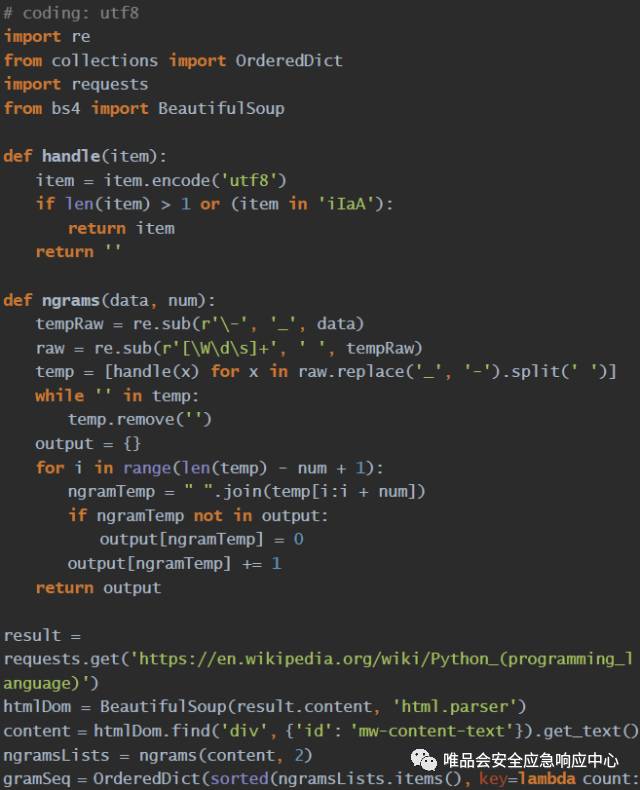 # coding: utf8
import re
from collections import OrderedDict
import requests
from bs4 import BeautifulSoup

def handle(item):
    item = item.encode('utf8')
    if len(item) > 1 or (item in 'iIaA'):
        return item
    return ''

def ngrams(data, num):
    tempRaw = re.sub(r'\-', '_', data)
    raw = re.sub(r'[\W\d\s]+', ' ', tempRaw)
    temp = [handle(x) for x in raw.replace('_', '-').split(' ')]
    while '' in temp:
        temp.remove('')
    output = {}
    for i in range(len(temp) - num + 1):
        ngramTemp = " ".join(temp[i:i + num])
        if ngramTemp not in output:
            output[ngramTemp] = 0
        output[ngramTemp] += 1
    return output

result =
requests.get('https://en.wikipedia.org/wiki/Python_(programming_l
anguage)')
htmlDom = BeautifulSoup(result.content, 'html.parser')
content = htmlDom.find('div', {'id': 'mw-content-text'}).get_text()
ngramsLists = ngrams(content, 2)
唯品会安全应急响应中心
gramSeq = OrderedDict(sorted(ngramsLists.items(), key=lambda count: